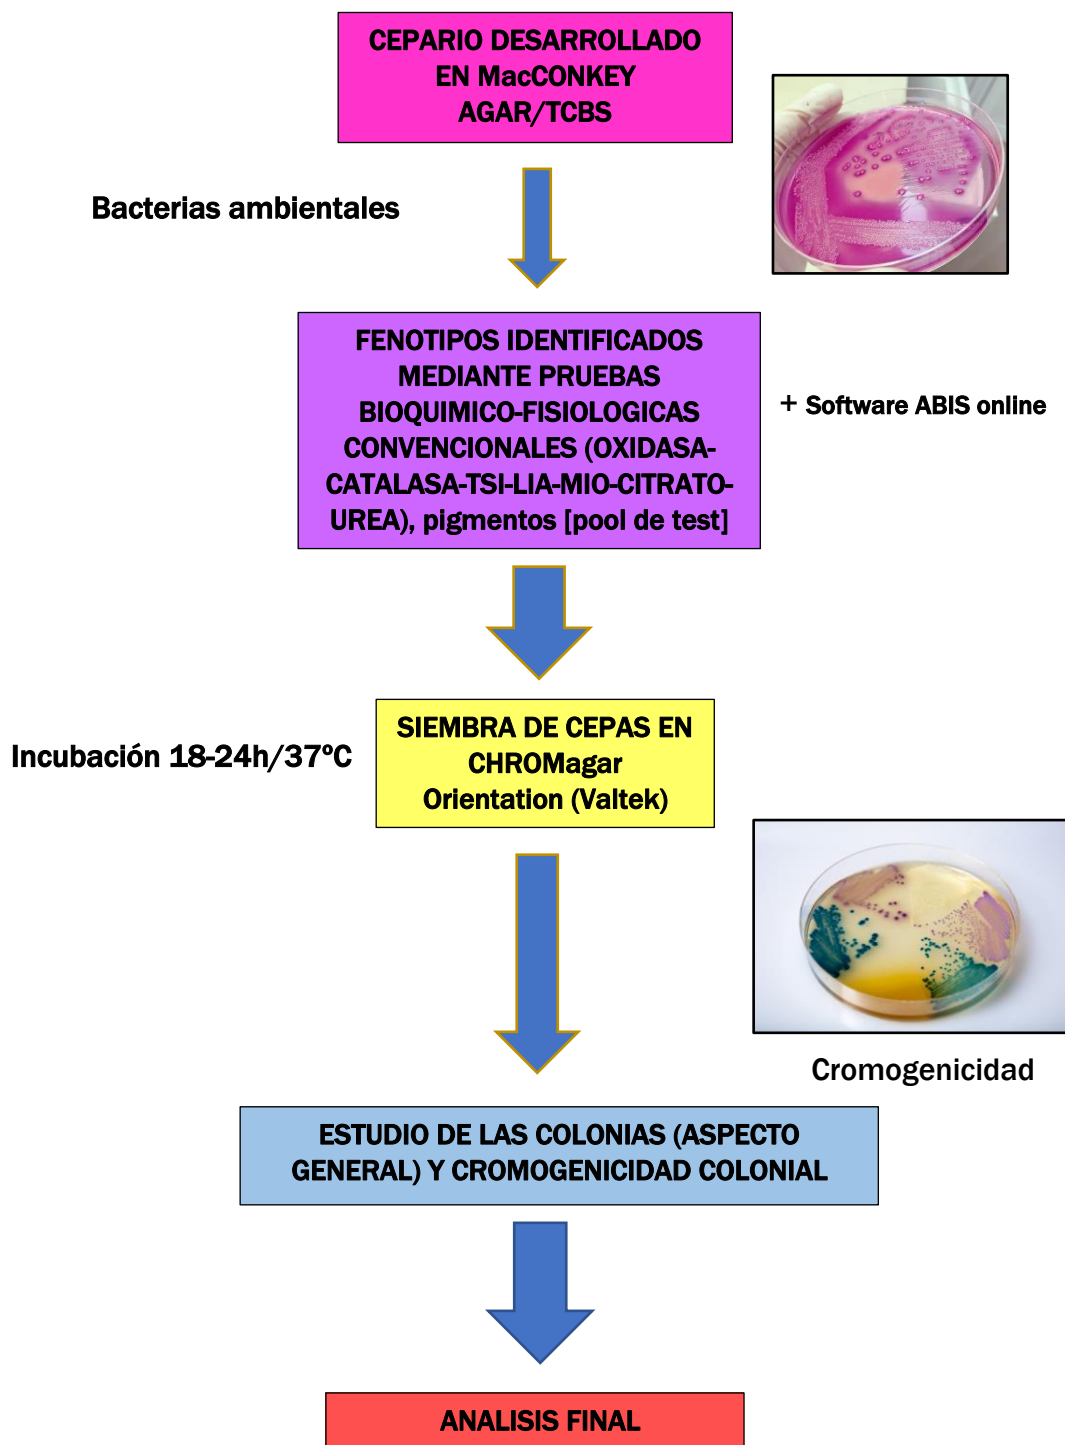 CEPARIO DESARROLLADO
EN MacCONKEY
AGAR/TCBS
Bacterias ambientales
FENOTIPOS IDENTIFICADOS
MEDIANTE PRUEBAS
BIOQUIMICO-FISIOLOGICAS
CONVENCIONALES (OXIDASA-
CATALASA-TSI-LIA-MIO-CITRATO-
UREA), pigmentos [pool de test]
+ Software ABIS online
SIEMBRA DE CEPAS EN
CHROMagar
Orientation (Valtek)
Incubación 18-24h/37ºC
Cromogenicidad
ESTUDIO DE LAS COLONIAS (ASPECTO
GENERAL) Y CROMOGENICIDAD COLONIAL
ANALISIS FINAL